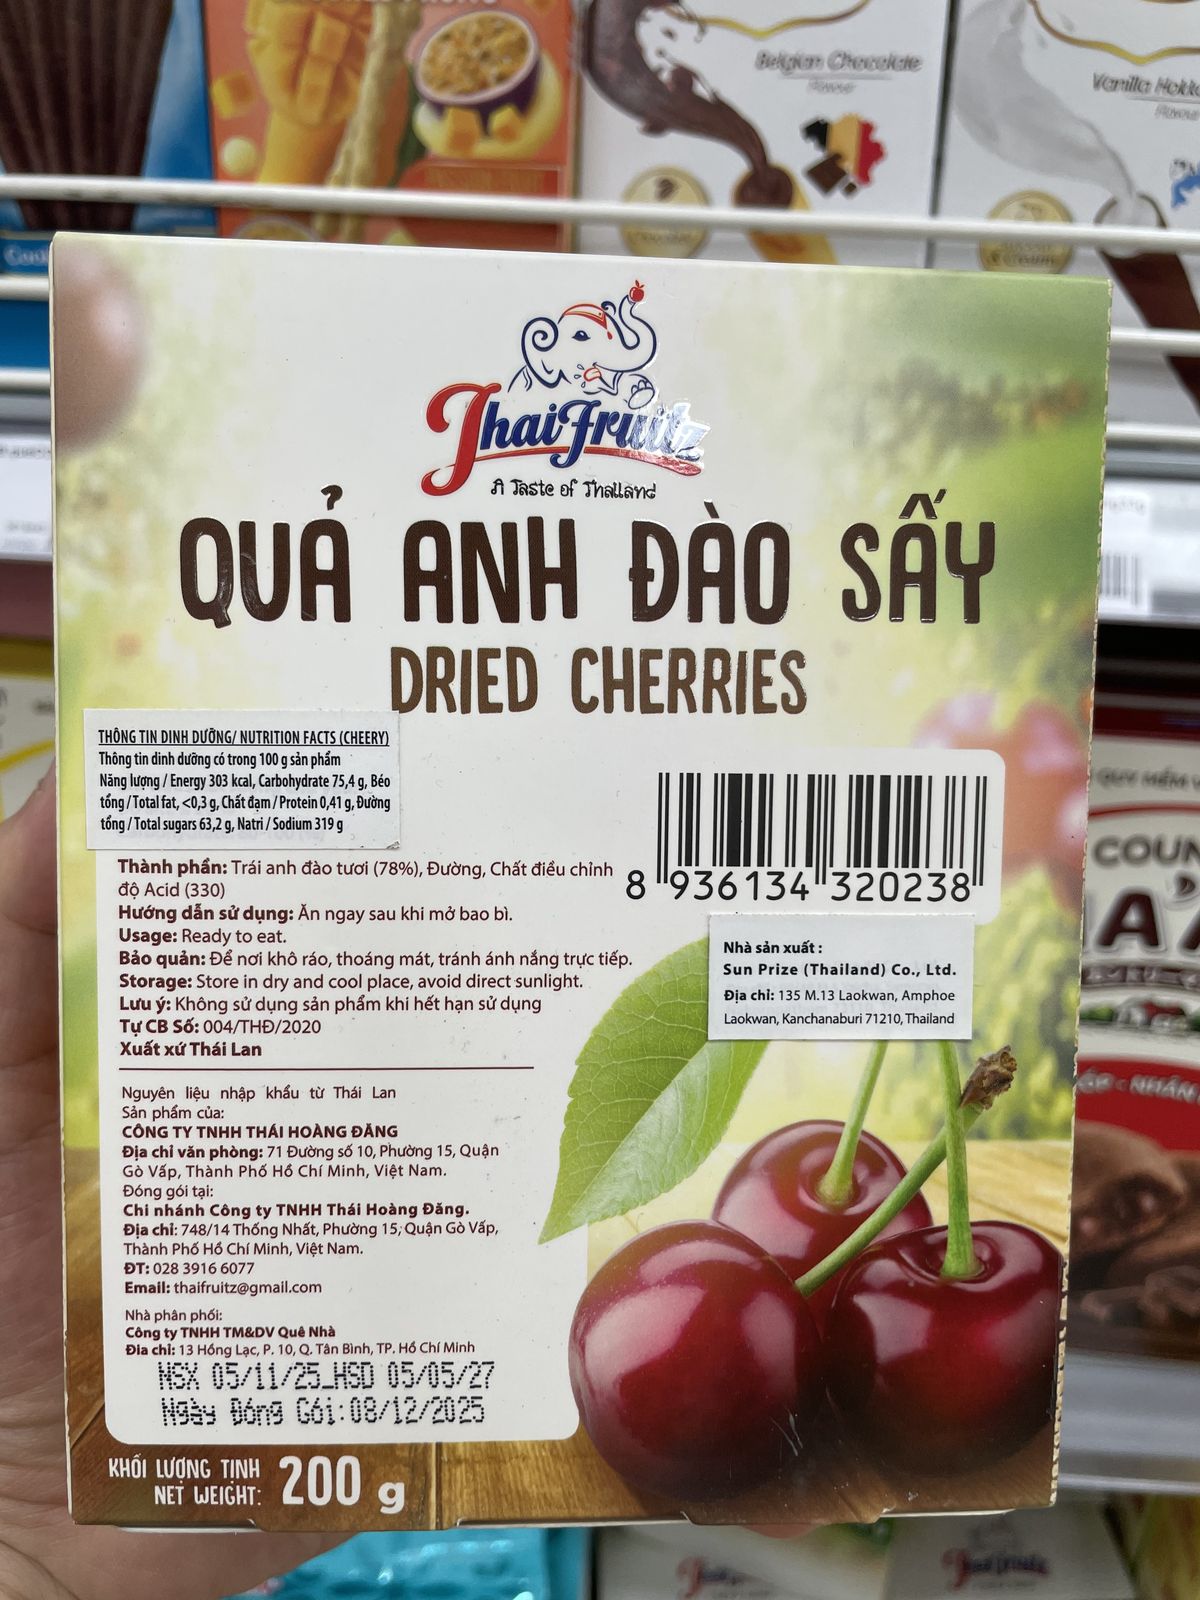 Belgian Chocolate
Flavour
Vanilla
ThaiFruitz
A Taste of Thailand
QUẢ ANH ĐÀO SẤY
DRIED CHERRIES
THÔNG TIN DINH DƯỠNG/ NUTRITION FACTS (CHEERY)
Thông tin dinh dưỡng có trong 100 g sản phẩm
Năng lượng / Energy 303 kcal, Carbohydrate 75,4 g, Béo
tổng / Total fat, <0,3 g, Chất đạm / Protein 0,41 g, Đường
tổng / Total sugars 63,2 g, Natri / Sodium 319 g
Thành phần: Trái anh đào tươi (78%), Đường, Chất điều chỉnh
độ Acid (330)
Hướng dẫn sử dụng: Ăn ngay sau khi mở bao bì.
Usage: Ready to eat.
Bảo quản: Để nơi khô ráo, thoáng mát, tránh ánh nắng trực tiếp.
Storage: Store in dry and cool place, avoid direct sunlight.
Lưu ý: Không sử dụng sản phẩm khi hết hạn sử dụng
Tự CB Số: 004/THĐ/2020
Xuất xứ Thái Lan
8 936134 320238
Nhà sản xuất :
Sun Prize (Thailand) Co., Ltd.
Địa chỉ: 135 M.13 Laokwan, Amphoe
Laokwan, Kanchanaburi 71210, Thailand
Nguyên liệu nhập khẩu từ Thái Lan
Sản phẩm của:
CÔNG TY TNHH THÁI HOÀNG ĐĂNG
Địa chỉ văn phòng: 71 Đường số 10, Phường 15, Quận
Gò Vấp, Thành Phố Hồ Chí Minh, Việt Nam.
Đóng gói tại:
Chi nhánh Công ty TNHH Thái Hoàng Đăng.
Địa chỉ: 748/14 Thống Nhất, Phường 15, Quận Gò Vấp,
Thành Phố Hồ Chí Minh, Việt Nam.
ĐT: 028 3916 6077
Email: thaifruitz@gmail.com
Nhà phân phối:
Công ty TNHH TM&DV Quê Nhà
Địa chỉ: 13 Hồng Lạc, P. 10, Q. Tân Bình, TP. Hồ Chí Minh
NSX 05/11/25_HSD 05/05/27
Ngày Đóng Gói:08/12/2025
KHỐI LƯỢNG TỊNH
NET WEIGHT: 200 g